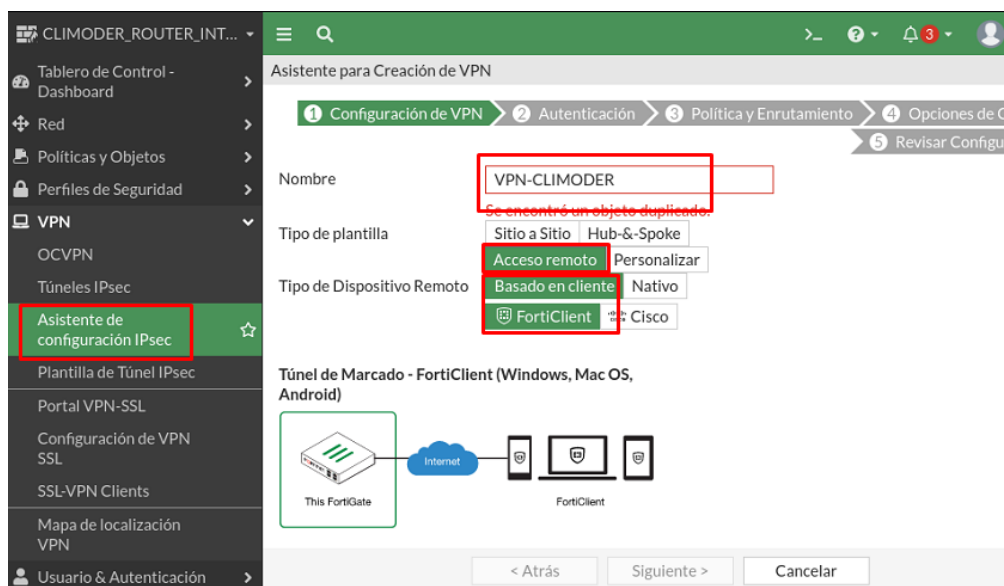 CLIMODER_ROUTER_INT...
>_
3
Tablero de Control -
Dashboard
Red
Políticas y Objetos
Perfiles de Seguridad
VPN
OCVPN
Túneles IPsec
Asistente de
configuración IPsec
Plantilla de Túnel IPsec
Portal VPN-SSL
Configuración de VPN
SSL
SSL-VPN Clients
Mapa de localización
VPN
Usuario & Autenticación
Asistente para Creación de VPN
1 Configuración de VPN
2 Autenticación
3 Política y Enrutamiento
4 Opciones de C
5 Revisar Configu
Nombre
VPN-CLIMODER
Se encontró un objeto duplicado.
Tipo de plantilla
Sitio a Sitio Hub-&-Spoke
Acceso remoto Personalizar
Tipo de Dispositivo Remoto
Basado en cliente Nativo
FortiClient Cisco
Túnel de Marcado - FortiClient (Windows, Mac OS,
Android)
Internet
This FortiGate
FortiClient
< Atrás
Siguiente >
Cancelar